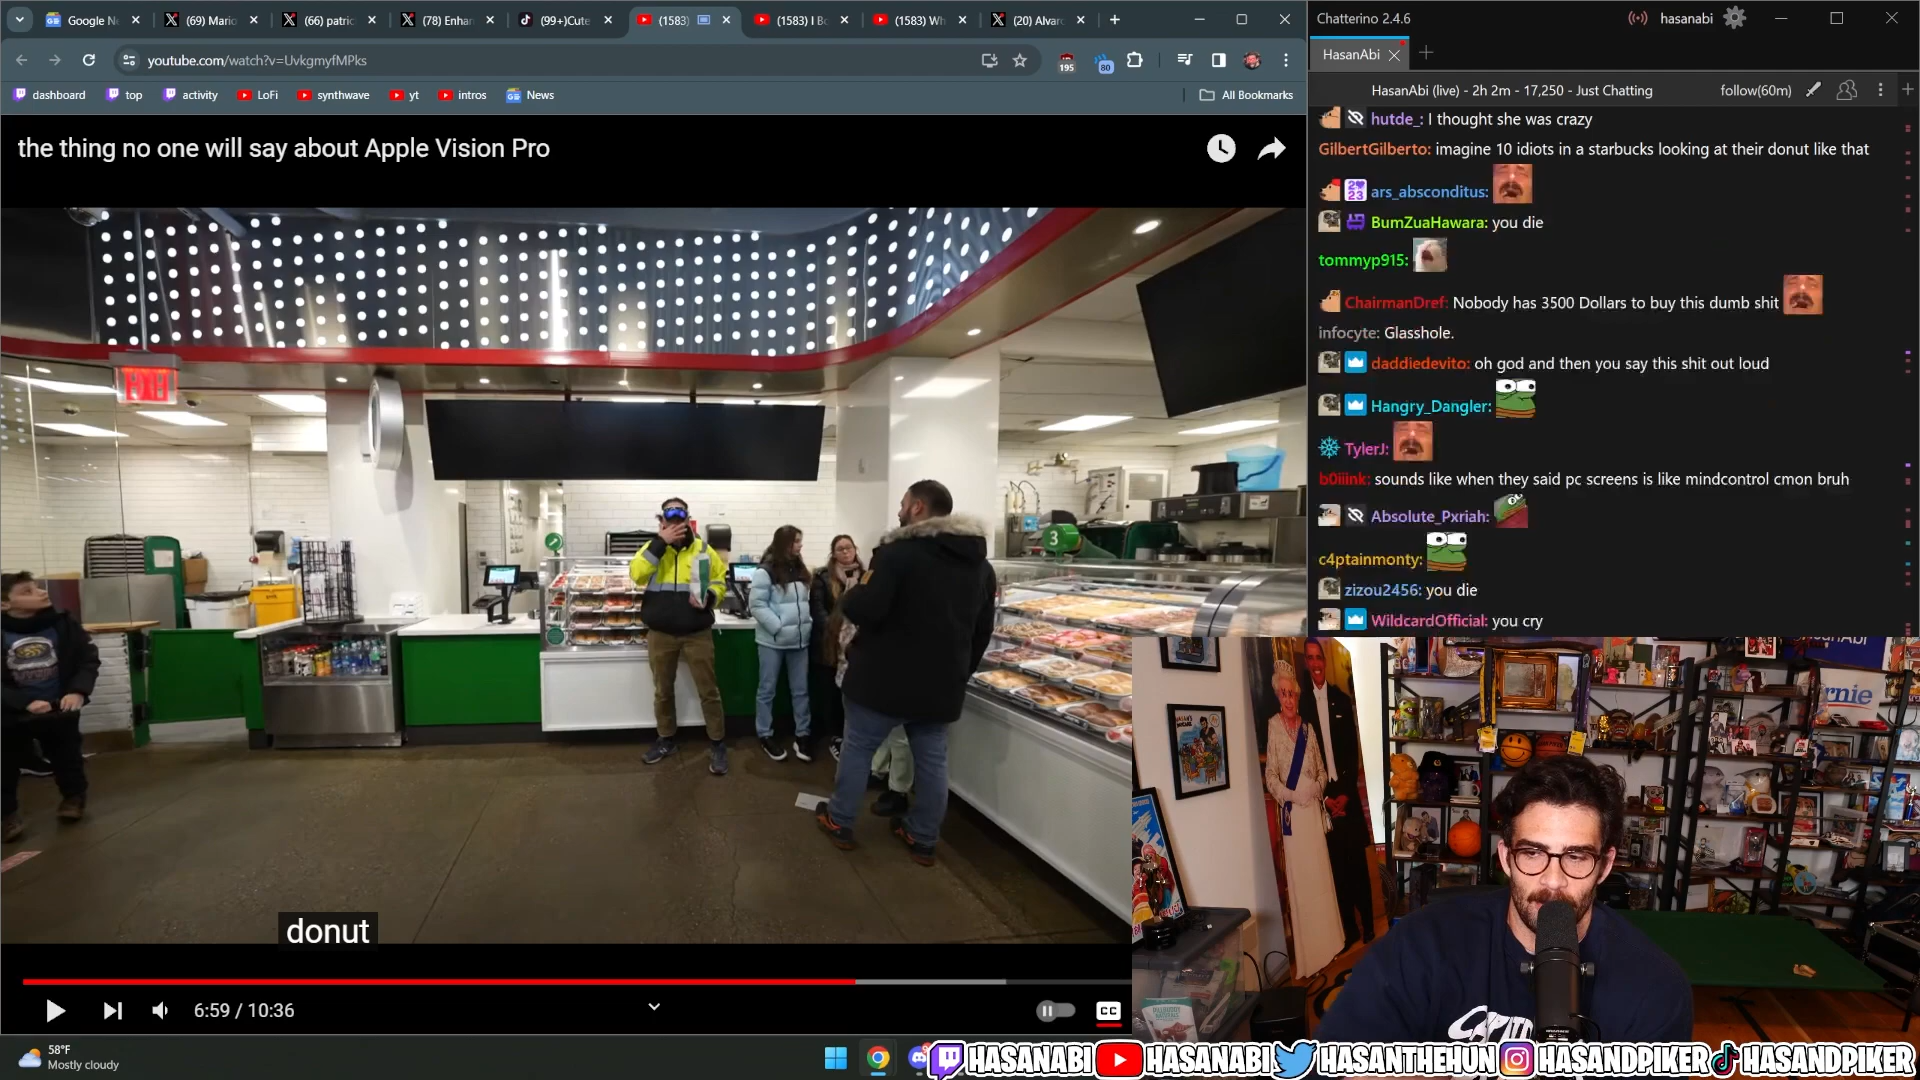 Google Ne
(69) Mario
(66) patric
(78) Enhan
(99+)Cute
(1583)
(1583) I Bo
(1583) Wh
(20) Alvaro
youtube.com/watch?v=UvkgmyfMPks
195
80
dashboard
top
activity
LoFi
synthwave
yt
intros
News
All Bookmarks
the thing no one will say about Apple Vision Pro
EXIT
3
donut
6:59 / 10:36
CC
58°F
Mostly cloudy
Chatterino 2.4.6
hasanabi
HasanAbi
HasanAbi (live) - 2h 2m - 17,250 - Just Chatting
follow(60m)
hutde_: I thought she was crazy
GilbertGilberto: imagine 10 idiots in a starbucks looking at their donut like that
ars_absconditus:
BumZuaHawara: you die
tommyp915:
ChairmanDref: Nobody has 3500 Dollars to buy this dumb shit
infocyte: Glasshole.
daddiedevito: oh god and then you say this shit out loud
Hangry_Dangler:
TylerJ:
b0iiink: sounds like when they said pc screens is like mindcontrol cmon bruh
Absolute_Pxriah:
c4ptainmonty:
zizou2456: you die
WildcardOfficial: you cry
HASANABI
HASANABI
HASANTHEHUN
HASANDPIKER
HASANDPIKER